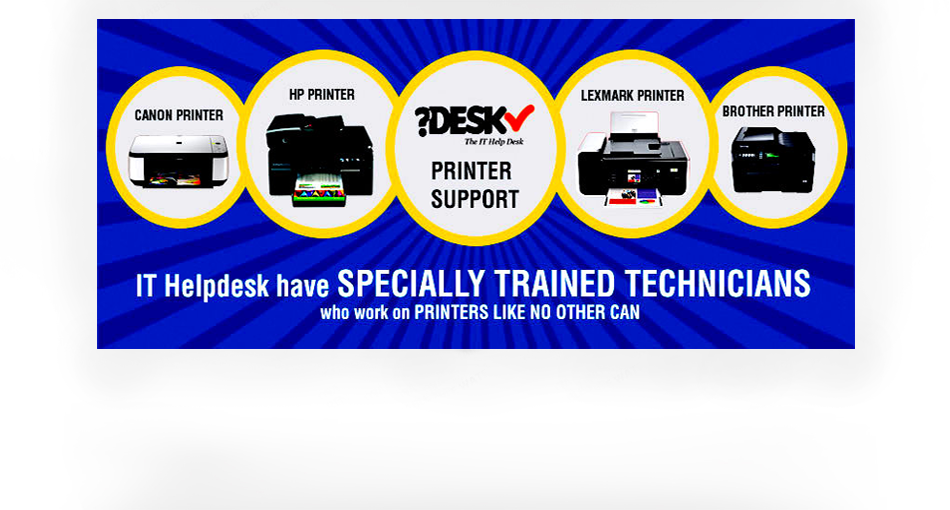 CANON PRINTER
HP PRINTER
?DESK✓
The IT Help Desk
PRINTER
SUPPORT
LEXMARK PRINTER
BROTHER PRINTER
IT Helpdesk have SPECIALLY TRAINED TECHNICIANS
who work on PRINTERS LIKE NO OTHER CAN